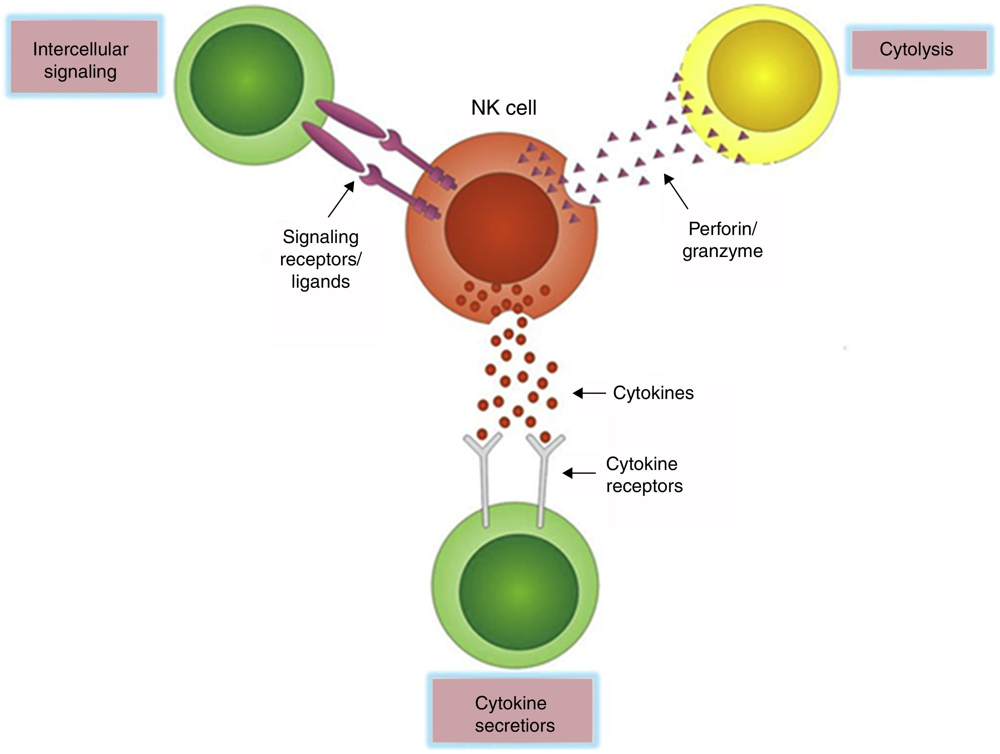 Intercellular
signaling
Cytolysis
NK cell
Signaling
receptors/
ligands
Perforin/
granzyme
Cytokines
Cytokine
receptors
Cytokine
secretiors